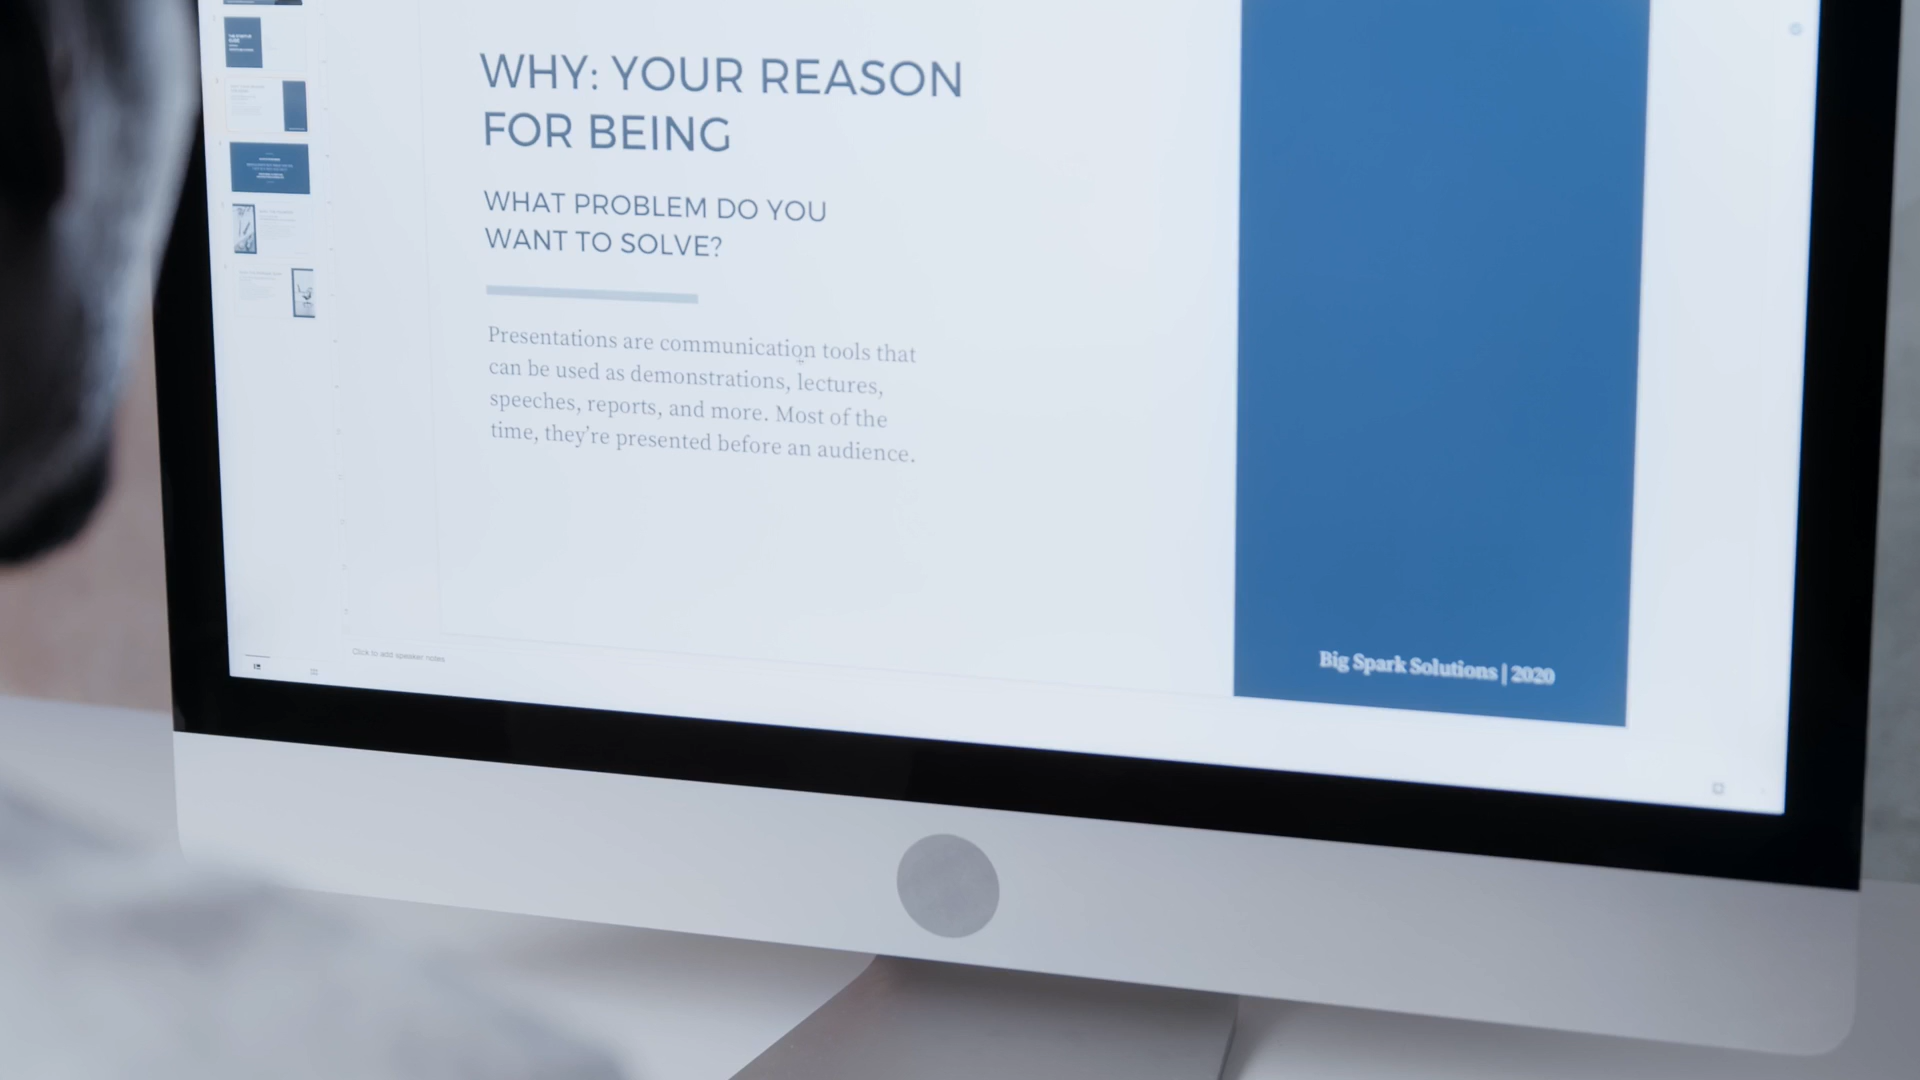 WHY: YOUR REASON
FOR BEING
WHAT PROBLEM DO YOU
WANT TO SOLVE?
Presentations are communication tools that
can be used as demonstrations, lectures,
speeches, reports, and more. Most of the
time, they’re presented before an audience.
Big Spark Solutions | 2020
Click to add speaker notes